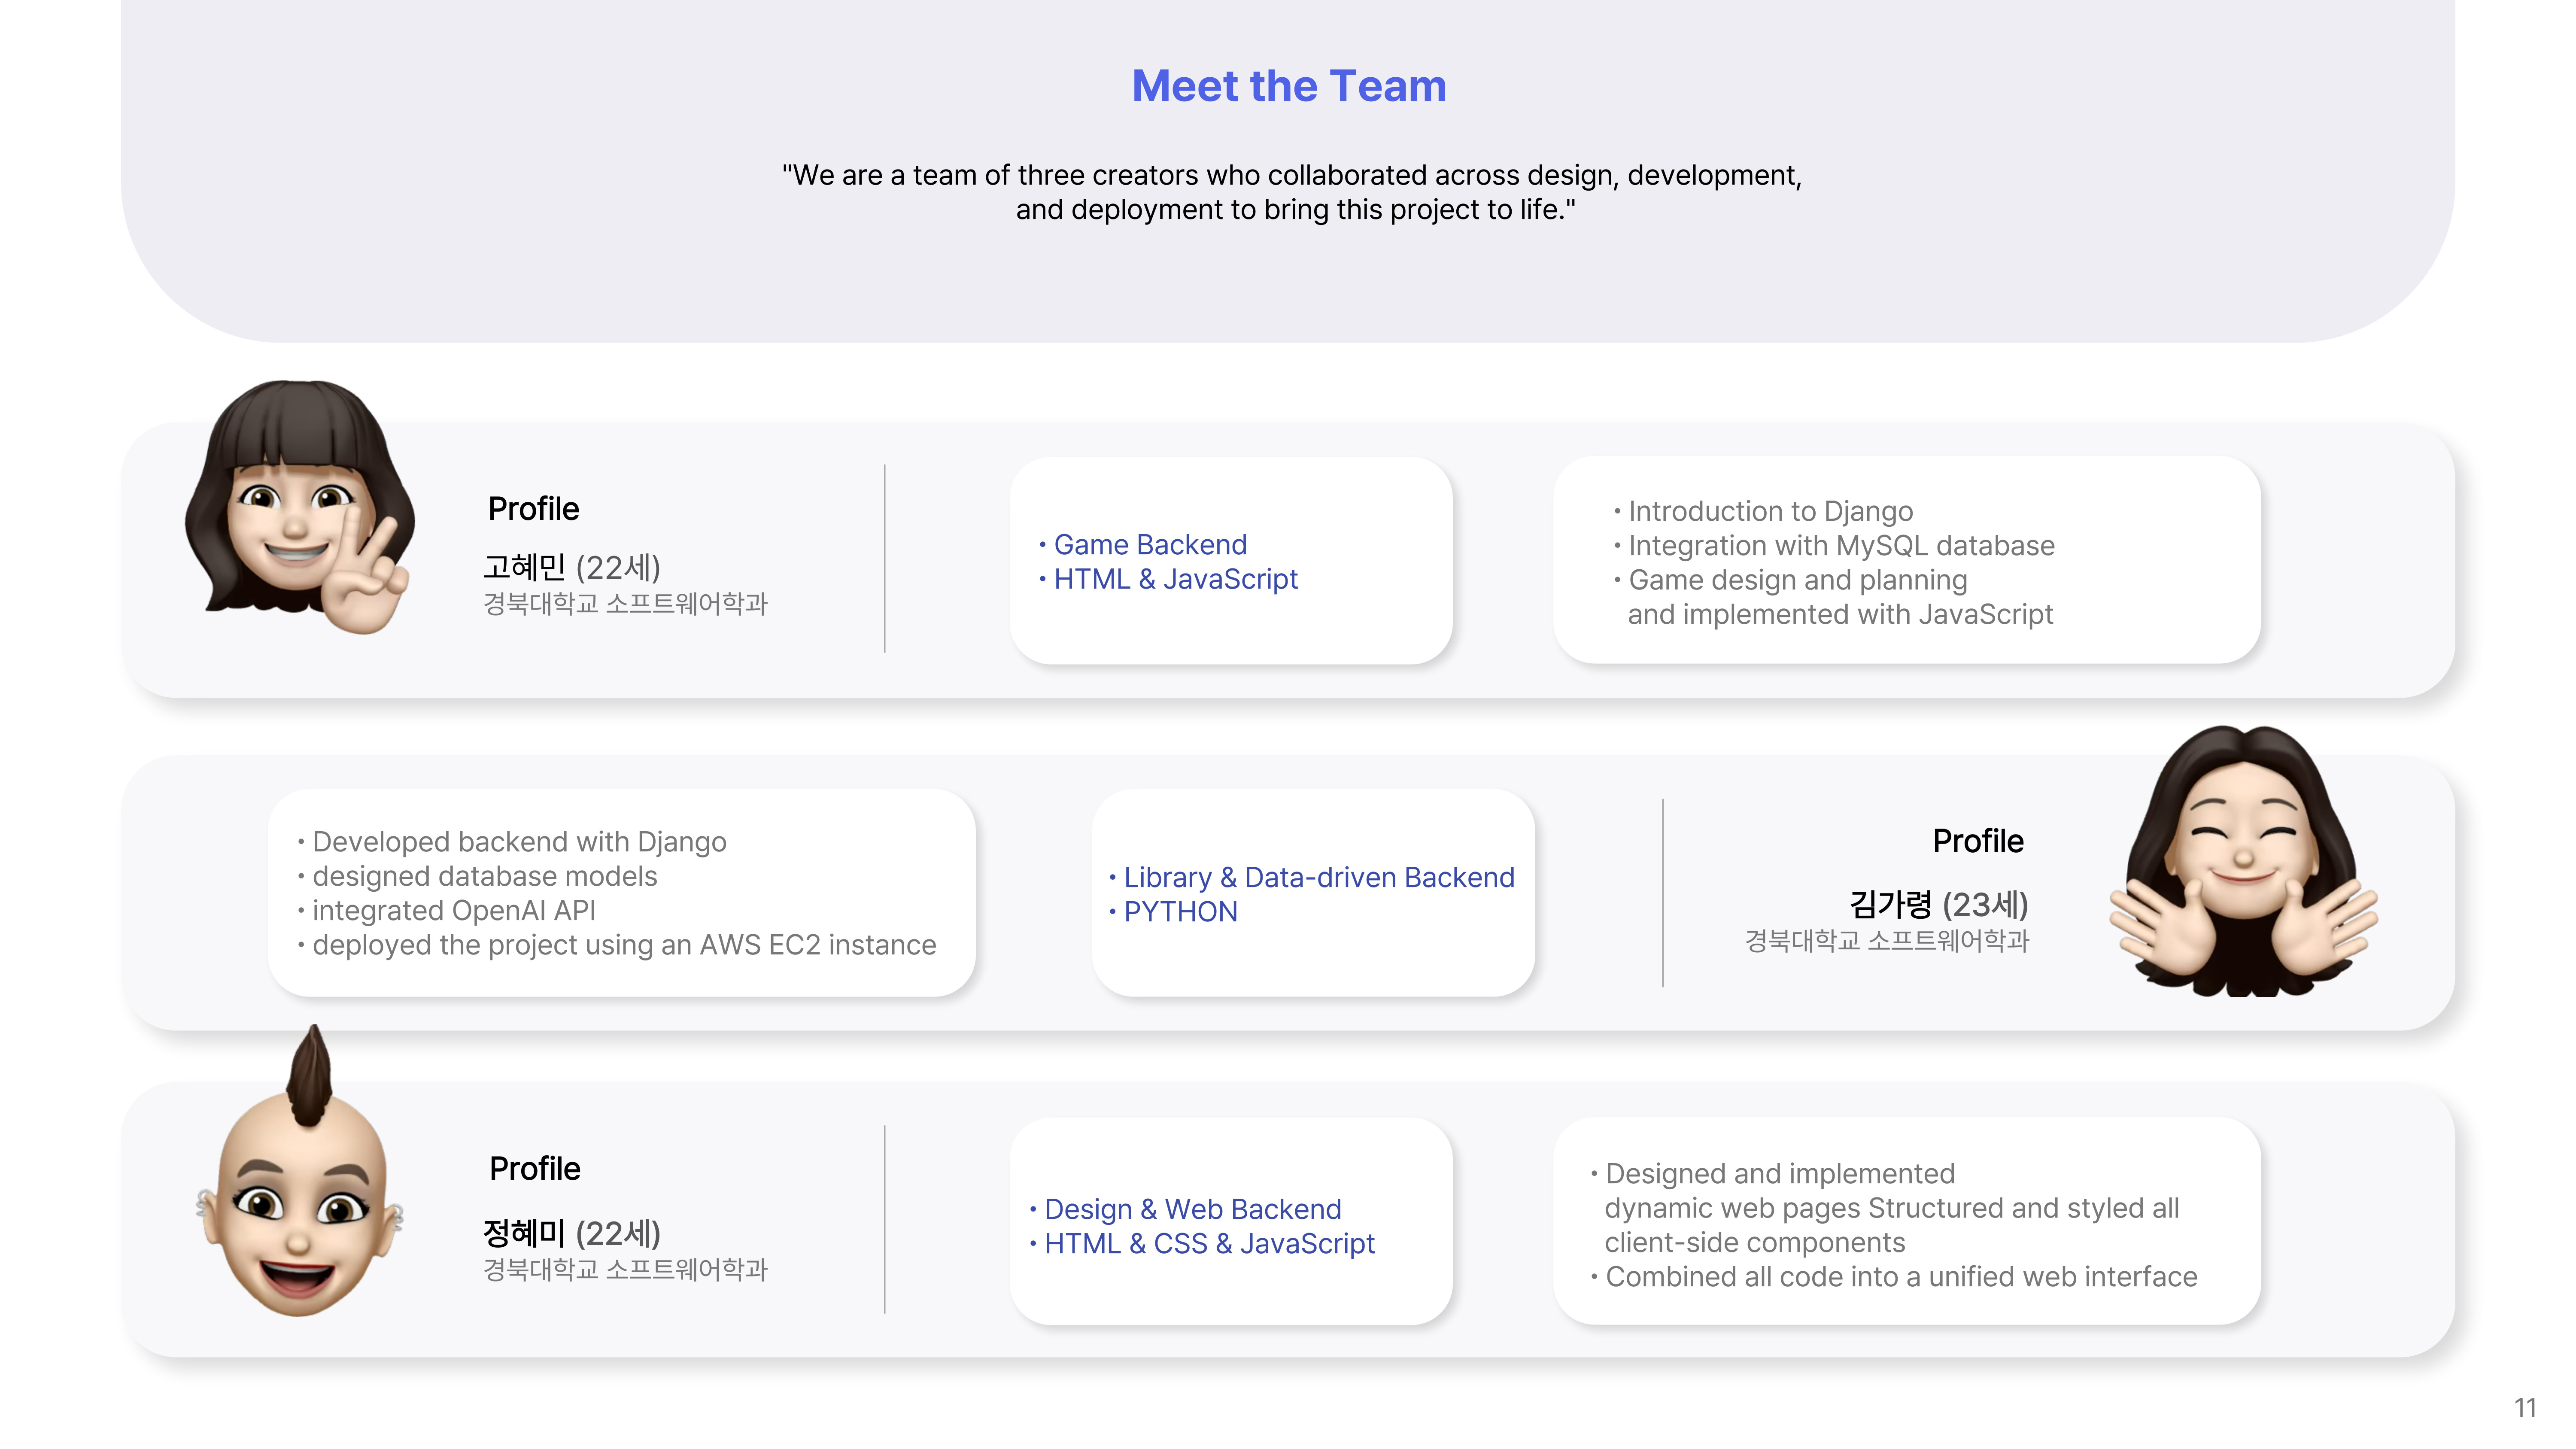 Meet the Team
"We are a team of three creators who collaborated across design, development,
and deployment to bring this project to life."
Profile
고혜민 (22세)
경북대학교 소프트웨어학과
• Game Backend
• HTML & JavaScript
• Introduction to Django
• Integration with MySQL database
• Game design and planning
and implemented with JavaScript
• Developed backend with Django
• designed database models
• integrated OpenAI API
• deployed the project using an AWS EC2 instance
• Library & Data-driven Backend
• PYTHON
Profile
김가령 (23세)
경북대학교 소프트웨어학과
Profile
정혜미 (22세)
경북대학교 소프트웨어학과
• Design & Web Backend
• HTML & CSS & JavaScript
• Designed and implemented
dynamic web pages Structured and styled all
client-side components
• Combined all code into a unified web interface
11